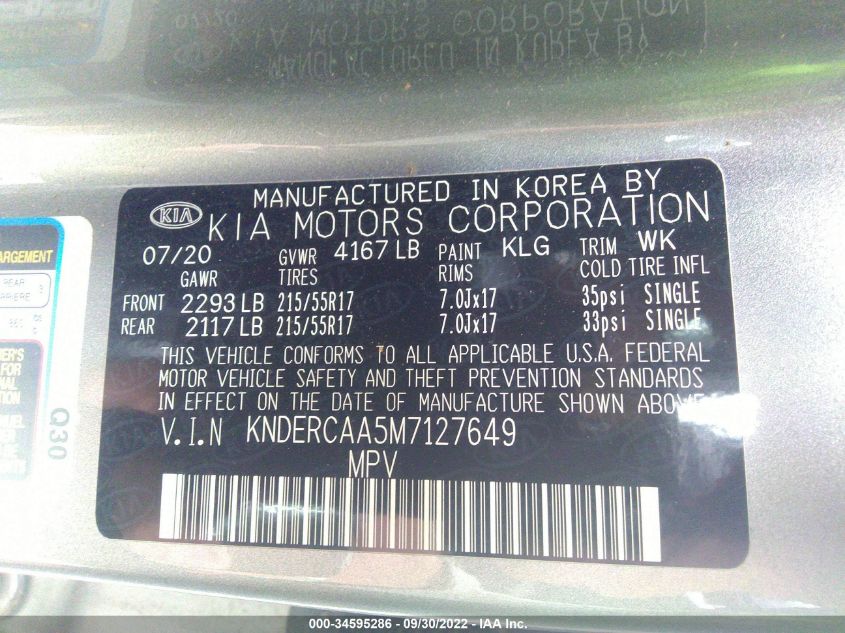 MANUFACTURED IN KOREA BY
KIA KIA MOTORS CORPORATION
07/20 GVWR 4167 LB PAINT KLG TRIM WK
GAWR TIRES RIMS COLD TIRE INFL
FRONT 2293 LB 215/55R17 7.0Jx17 35psi SINGLE
REAR 2117 LB 215/55R17 7.0Jx17 33psi SINGLE
THIS VEHICLE CONFORMS TO ALL APPLICABLE U.S.A. FEDERAL
MOTOR VEHICLE SAFETY AND THEFT PREVENTION STANDARDS
IN EFFECT ON THE DATE OF MANUFACTURE SHOWN ABOVE
V.I.N KNDERCAA5M7127649
MPV
REAR
Q30
000-34595286 - 09/30/2022 - IAA Inc.